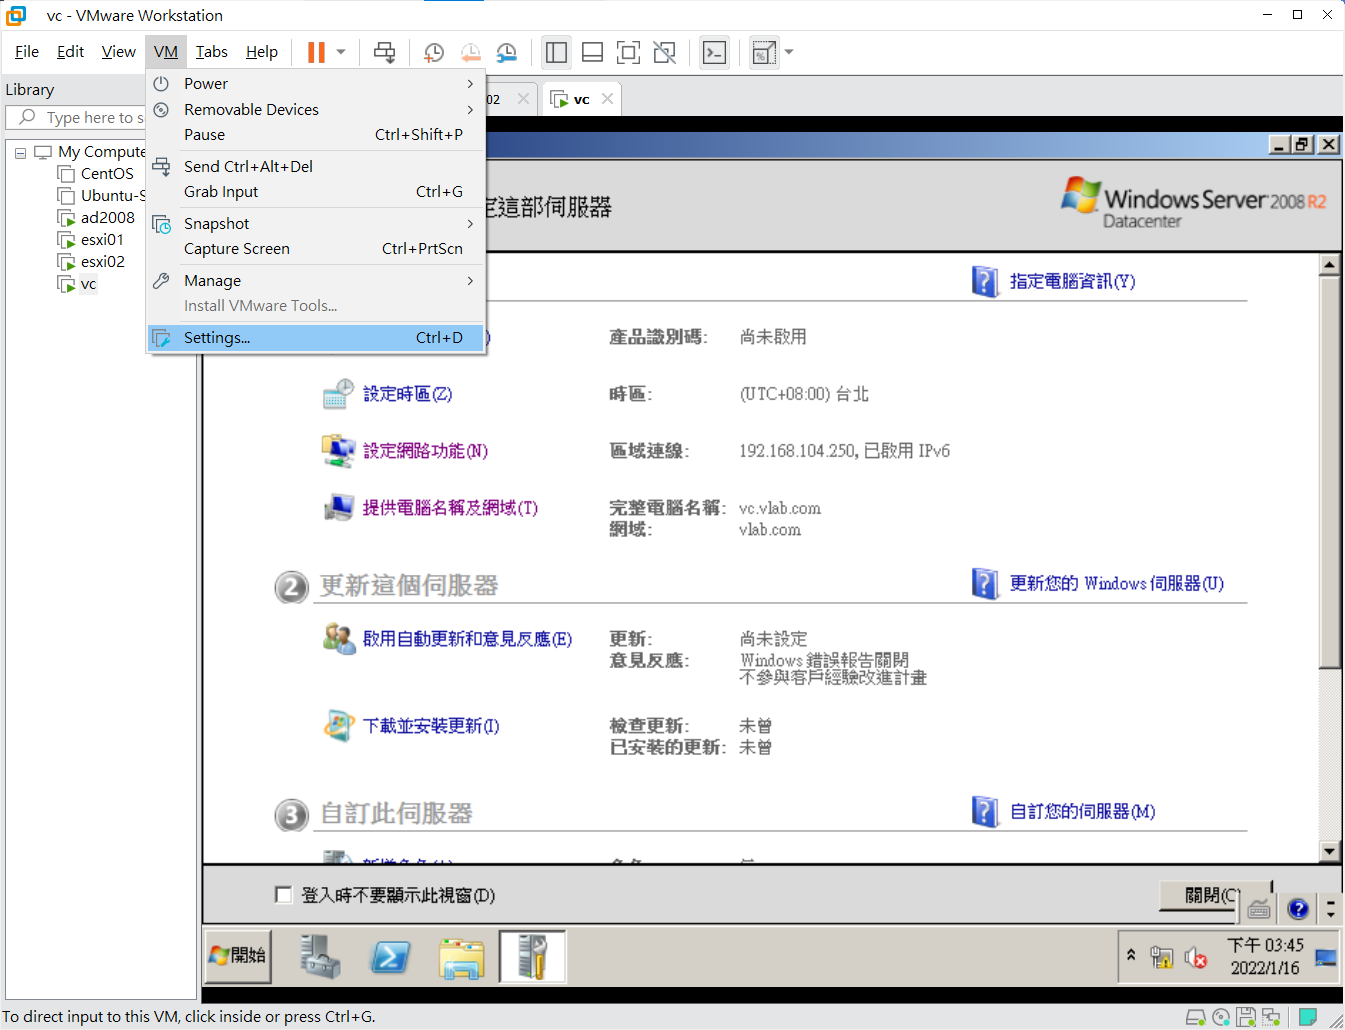 vc - VMware Workstation
File Edit View VM Tabs Help
Library
Type here to s
My Compute
CentOS
Ubuntu-S
ad2008
esxi01
esxi02
vc
Power
Removable Devices
Pause Ctrl+Shift+P
Send Ctrl+Alt+Del
Grab Input Ctrl+G
Snapshot
Capture Screen Ctrl+PrtScn
Manage
Install VMware Tools...
Settings... Ctrl+D
02 vc
定這部伺服器
Windows Server 2008 R2
Datacenter
指定電腦資訊(Y)
產品識別碼: 尚未啟用
設定時區(Z) 時區: (UTC+08:00) 台北
設定網路功能(N) 區域連線: 192.168.104.250, 已啟用 IPv6
提供電腦名稱及網域(T) 完整電腦名稱: vc.vlab.com
網域: vlab.com
2 更新這個伺服器 更新您的 Windows 伺服器(U)
啟用自動更新和意見反應(E) 更新: 尚未設定
意見反應: Windows 錯誤報告關閉
不參與客戶經驗改進計畫
下載並安裝更新(I) 檢查更新: 未曾
已安裝的更新: 未曾
3 自訂此伺服器 自訂您的伺服器(M)
登入時不要顯示此視窗(D) 關閉(C)
開始 下午 03:45
2022/1/16
To direct input to this VM, click inside or press Ctrl+G.